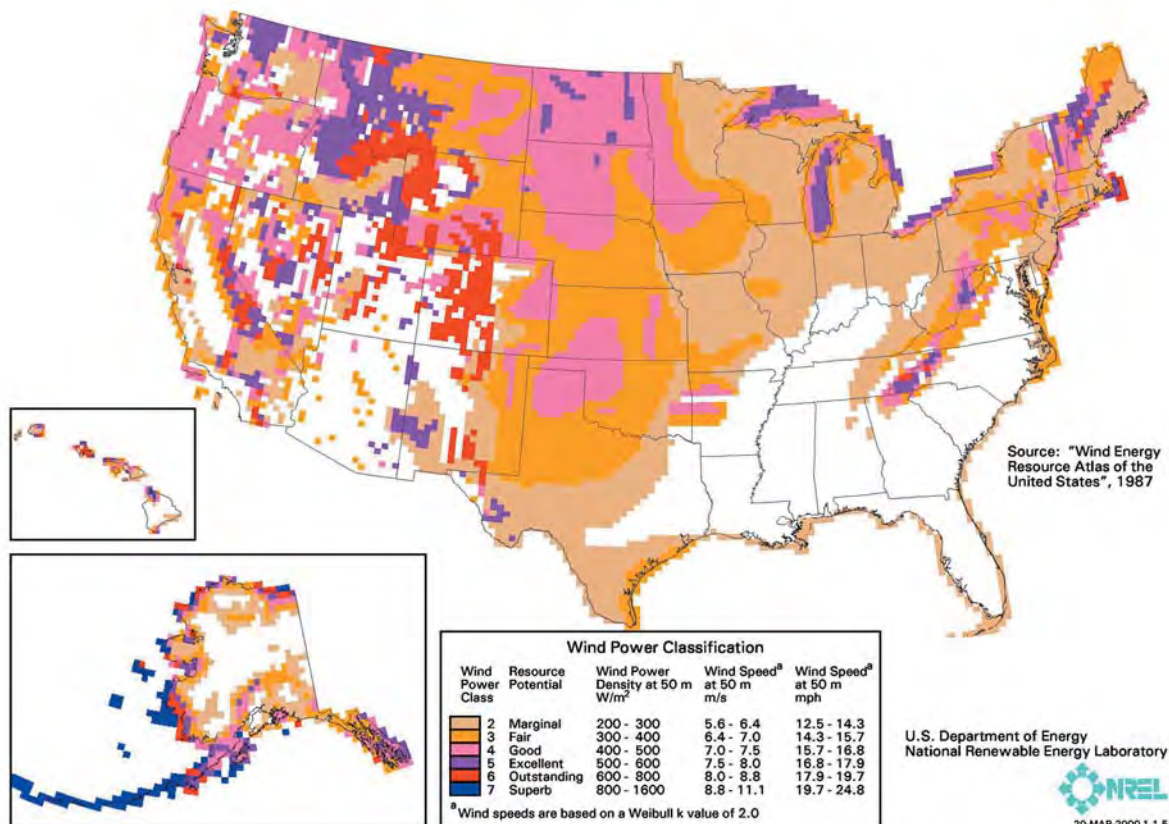 Source: "Wind Energy
Resource Atlas of the
United States", 1987
Wind Power Classification
Wind Power Class Resource Potential Wind Power Density at 50 m W/m² Wind Speedᵃ at 50 m m/s Wind Speedᵃ at 50 m mph
2 Marginal 200 - 300 5.6 - 6.4 12.5 - 14.3
3 Fair 300 - 400 6.4 - 7.0 14.3 - 15.7
4 Good 400 - 500 7.0 - 7.5 15.7 - 16.8
5 Excellent 500 - 600 7.5 - 8.0 16.8 - 17.9
6 Outstanding 600 - 800 8.0 - 8.8 17.9 - 19.7
7 Superb 800 - 1600 8.8 - 11.1 19.7 - 24.8
ᵃ Wind speeds are based on a Weibull k value of 2.0
U.S. Department of Energy
National Renewable Energy Laboratory
NREL